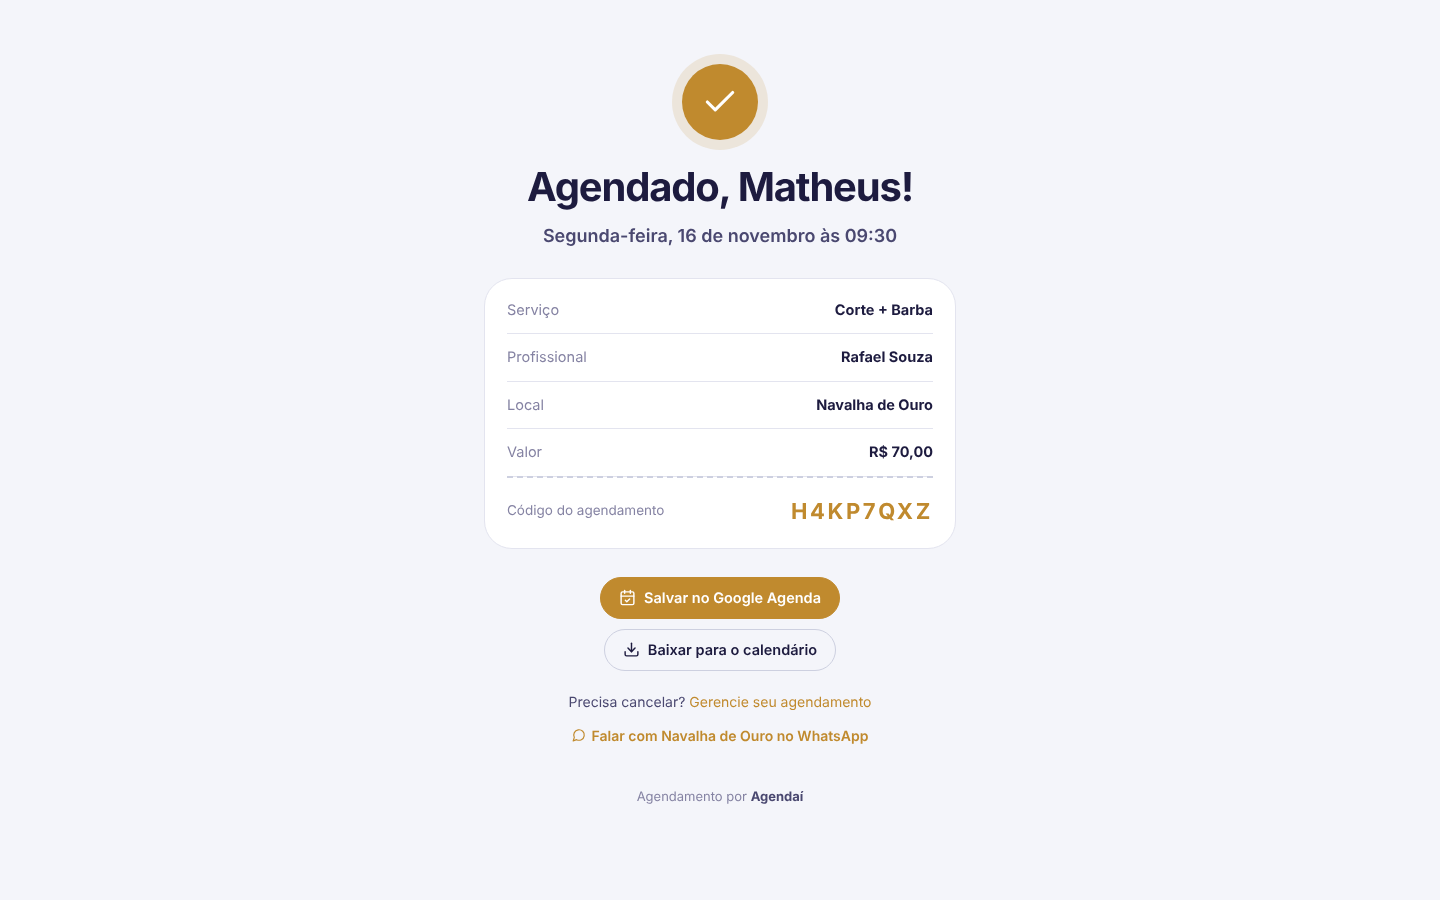 Agendado, Matheus!
Segunda-feira, 16 de novembro às 09:30
Serviço Corte + Barba
Profissional Rafael Souza
Local Navalha de Ouro
Valor R$ 70,00
Código do agendamento H4KP7QXZ
Salvar no Google Agenda
Baixar para o calendário
Precisa cancelar? Gerencie seu agendamento
Falar com Navalha de Ouro no WhatsApp
Agendamento por Agendaí